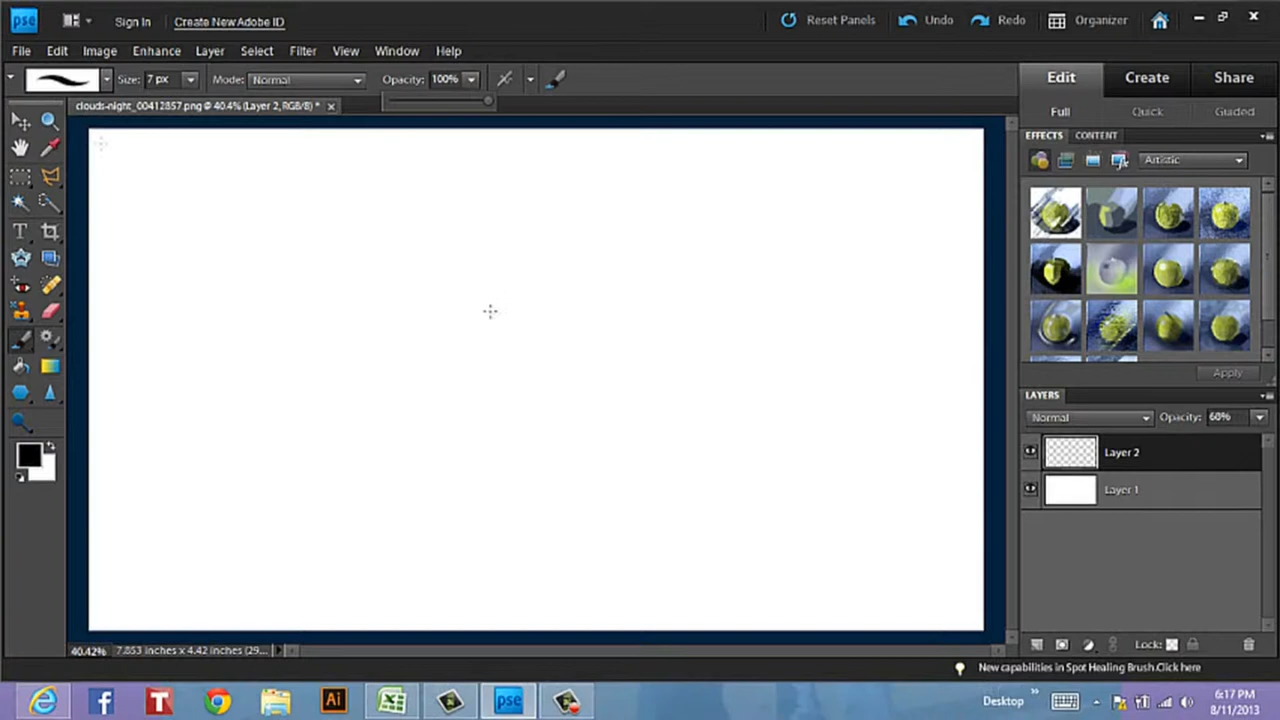 pse Sign In Create New Adobe ID Reset Panels Undo Redo Organizer
File Edit Image Enhance Layer Select Filter View Window Help
Size: 7 px Mode: Normal Opacity: 100% Edit Create Share
clouds-night_00412857.png @ 40.4% (Layer 2, RGB/8) * Full Quick Guided
EFFECTS CONTENT
Artistic
T
Apply
LAYERS
Normal Opacity: 60%
Layer 2
Layer 1
40.42% 7.853 inches x 4.42 inches (29... Lock:
New capabilities in Spot Healing Brush.Click here
f T Ai pse Desktop 6:17 PM
8/11/2013